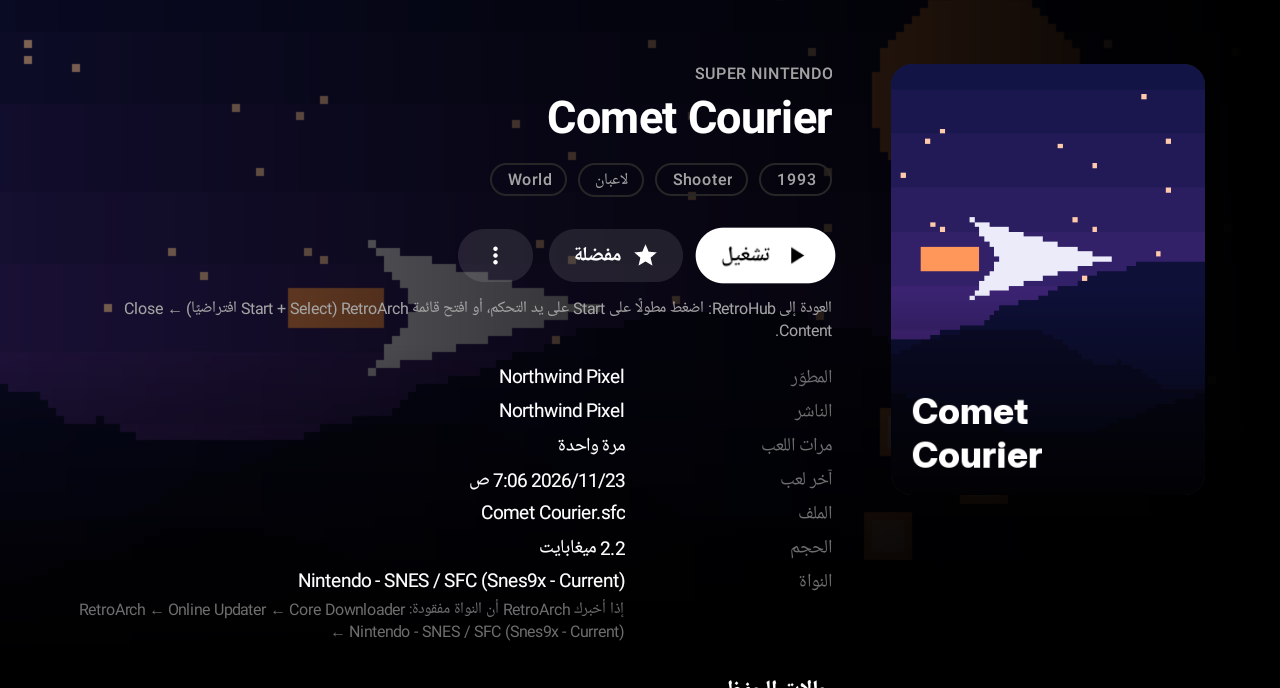 SUPER NINTENDO
Comet Courier
1993
Shooter
لاعبان
World
تشغيل
مفضلة
العودة إلى RetroHub: اضغط مطولًا على Start على يد التحكم، أو افتح قائمة RetroArch (Start + Select افتراضيًا) ← Close
Content.
المطوّر Northwind Pixel
الناشر Northwind Pixel
مرات اللعب مرة واحدة
آخر لعب 2026/11/23 7:06 ص
الملف Comet Courier.sfc
الحجم 2.2 ميغابايت
النواة Nintendo - SNES / SFC (Snes9x - Current)
إذا أخبرك RetroArch أن النواة مفقودة: RetroArch ← Online Updater ← Core Downloader
← Nintendo - SNES / SFC (Snes9x - Current)
Comet
Courier